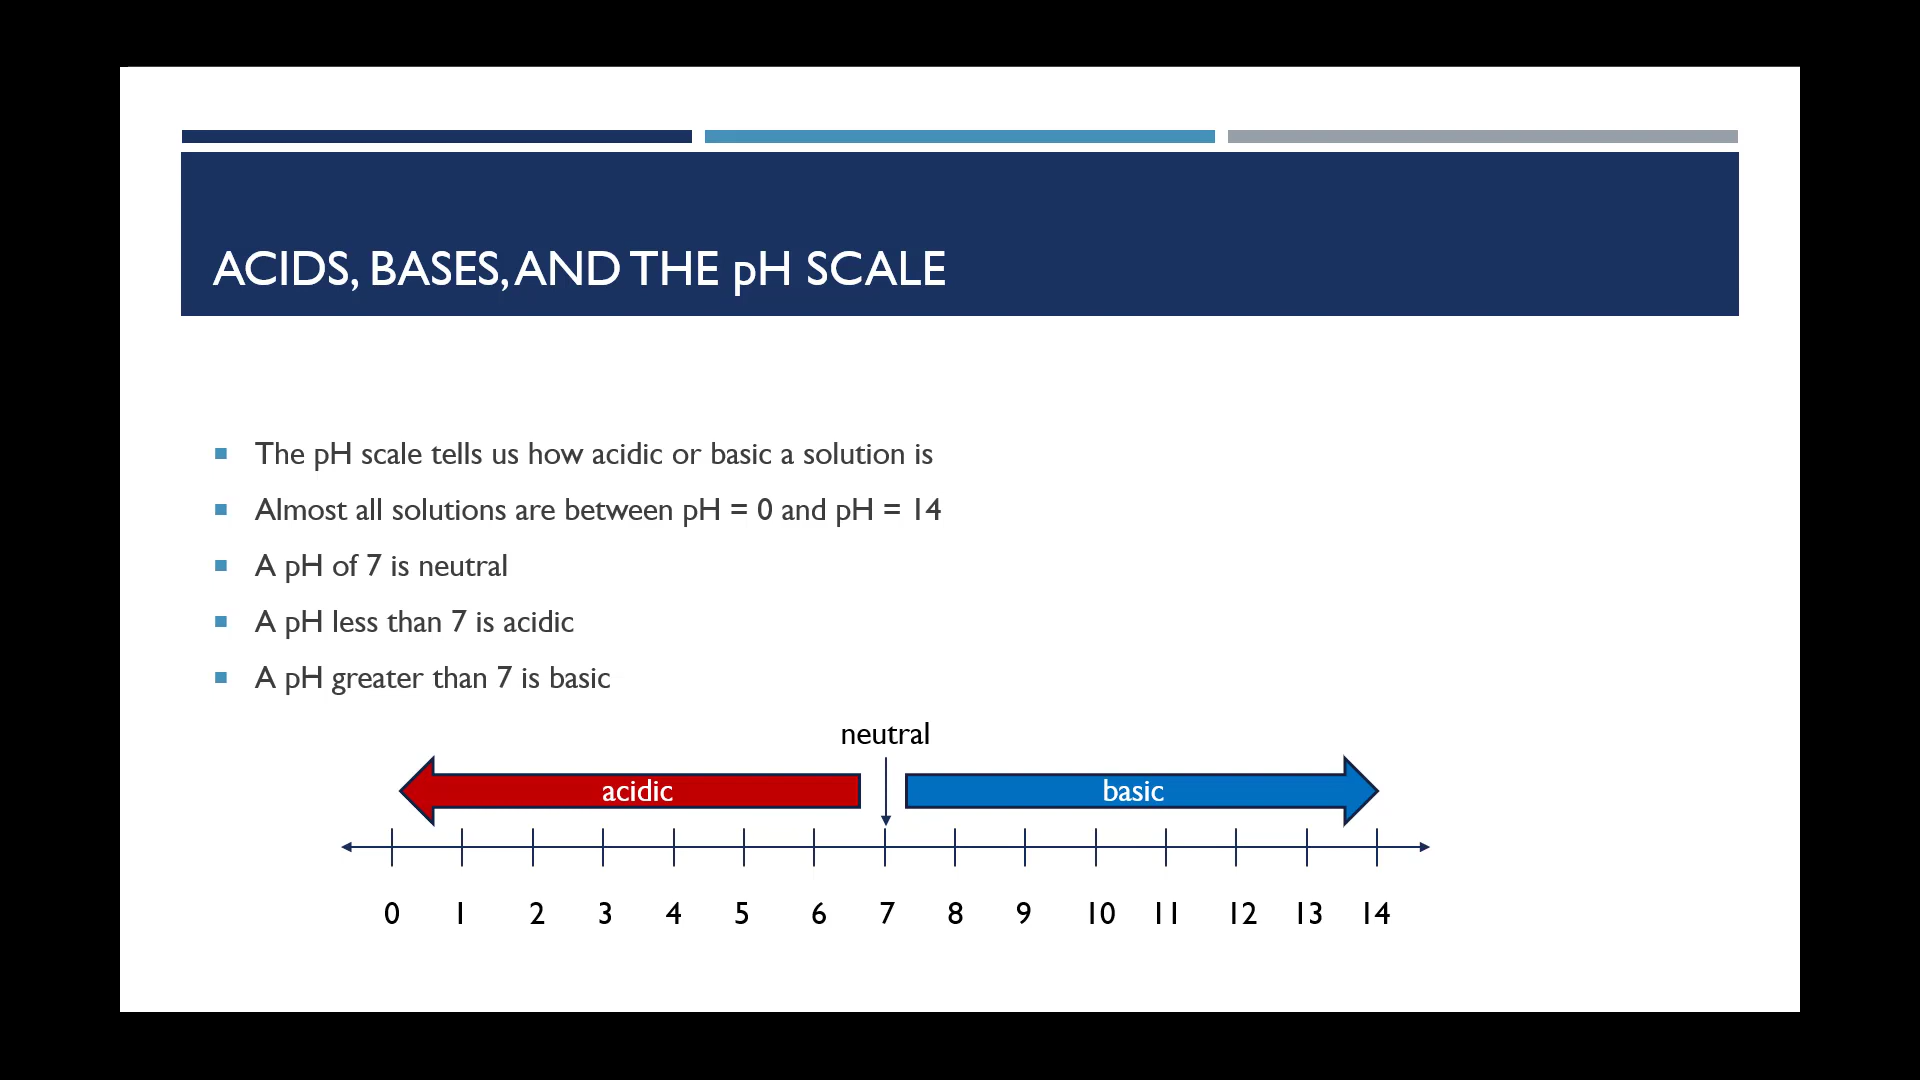 ACIDS, BASES, AND THE pH SCALE
The pH scale tells us how acidic or basic a solution is
Almost all solutions are between pH = 0 and pH = 14
A pH of 7 is neutral
A pH less than 7 is acidic
A pH greater than 7 is basic
neutral
acidic basic
0 1 2 3 4 5 6 7 8 9 10 11 12 13 14